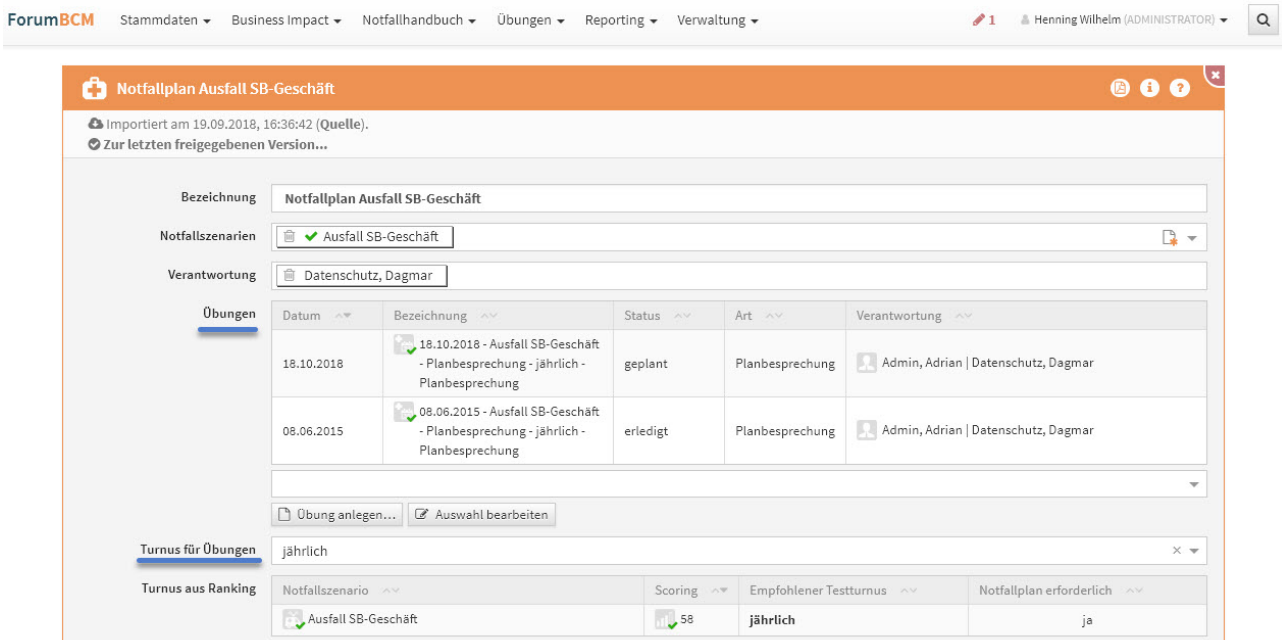 ForumBCM Stammdaten Business Impact Notfallhandbuch Übungen Reporting Verwaltung 1 Henning Wilhelm (ADMINISTRATOR)
Notfallplan Ausfall SB-Geschäft
Importiert am 19.09.2018, 16:36:42 (Quelle).
Zur letzten freigegebenen Version...
Bezeichnung Notfallplan Ausfall SB-Geschäft
Notfallszenarien Ausfall SB-Geschäft
Verantwortung Datenschutz, Dagmar
Übungen Datum Bezeichnung Status Art Verantwortung
18.10.2018 - Ausfall SB-Geschäft
18.10.2018 - Planbesprechung - jährlich - geplant Planbesprechung Admin, Adrian | Datenschutz, Dagmar
Planbesprechung
08.06.2015 - Ausfall SB-Geschäft
08.06.2015 - Planbesprechung - jährlich - erledigt Planbesprechung Admin, Adrian | Datenschutz, Dagmar
Planbesprechung
Übung anlegen... Auswahl bearbeiten
Turnus für Übungen jährlich
Turnus aus Ranking Notfallszenario Scoring Empfohlener Testturnus Notfallplan erforderlich
Ausfall SB-Geschäft 58 jährlich ja